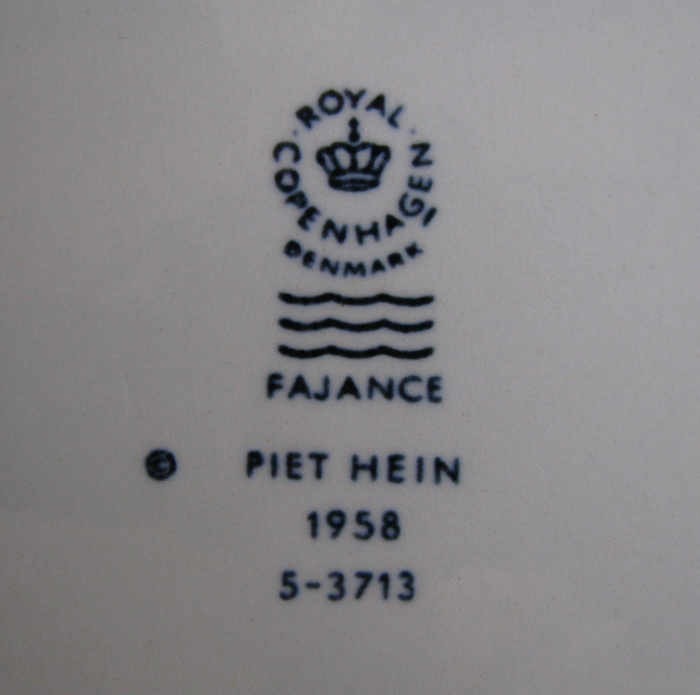 ROYAL
COPENHAGEN
DENMARK
FAJANCE
© PIET HEIN
1958
5-3713